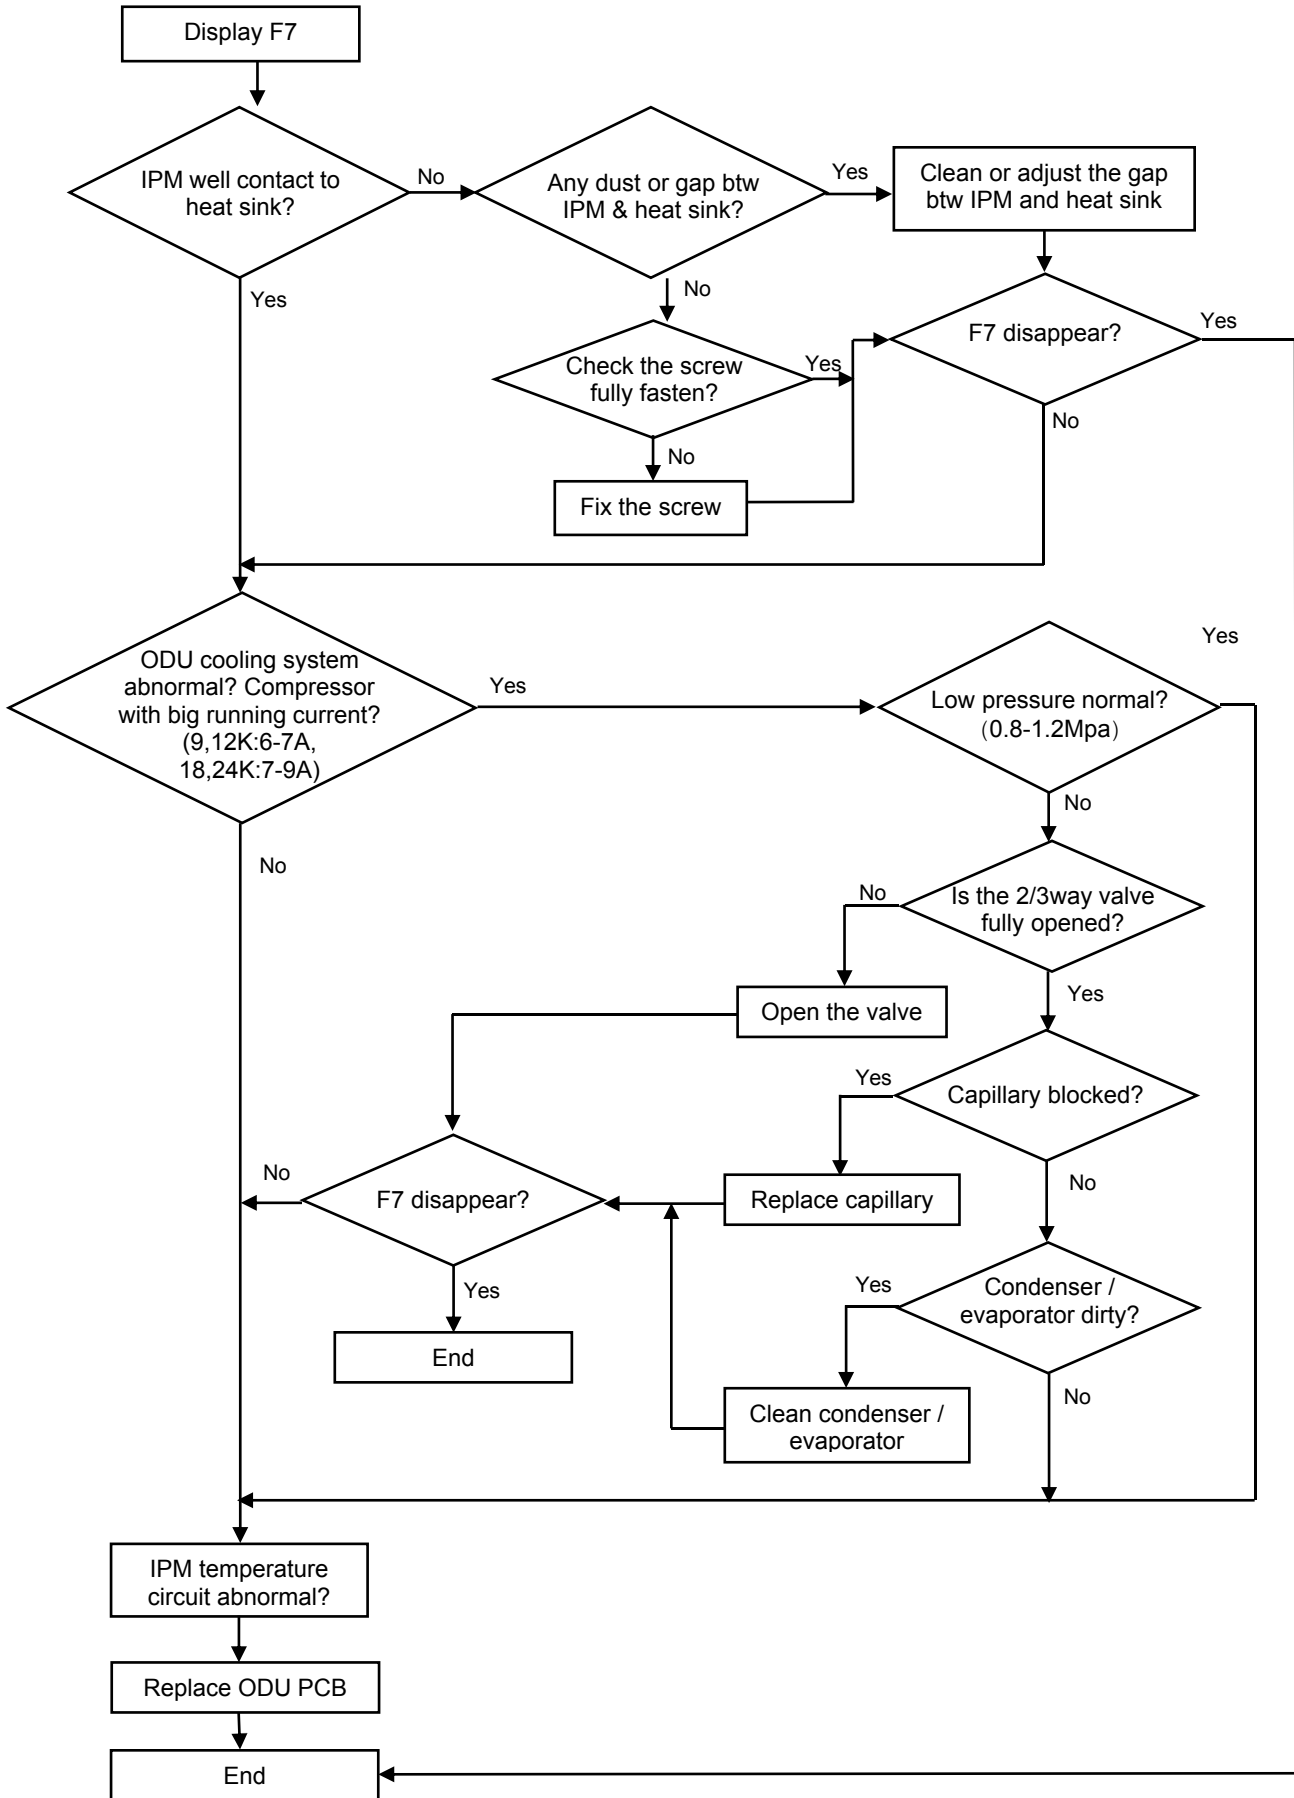 Display F7
IPM well contact to
heat sink?
No
Any dust or gap btw
IPM & heat sink?
Yes
Clean or adjust the gap
btw IPM and heat sink
Yes
No
F7 disappear?
Yes
Check the screw
fully fasten?
Yes
No
No
Fix the screw
ODU cooling system
abnormal? Compressor
with big running current?
(9,12K:6-7A,
18,24K:7-9A)
Yes
Low pressure normal?
(0.8-1.2Mpa)
Yes
No
No
Is the 2/3way valve
fully opened?
No
Yes
Open the valve
Capillary blocked?
Yes
No
Replace capillary
F7 disappear?
No
Yes
End
Condenser /
evaporator dirty?
Yes
No
Clean condenser /
evaporator
IPM temperature
circuit abnormal?
Replace ODU PCB
End